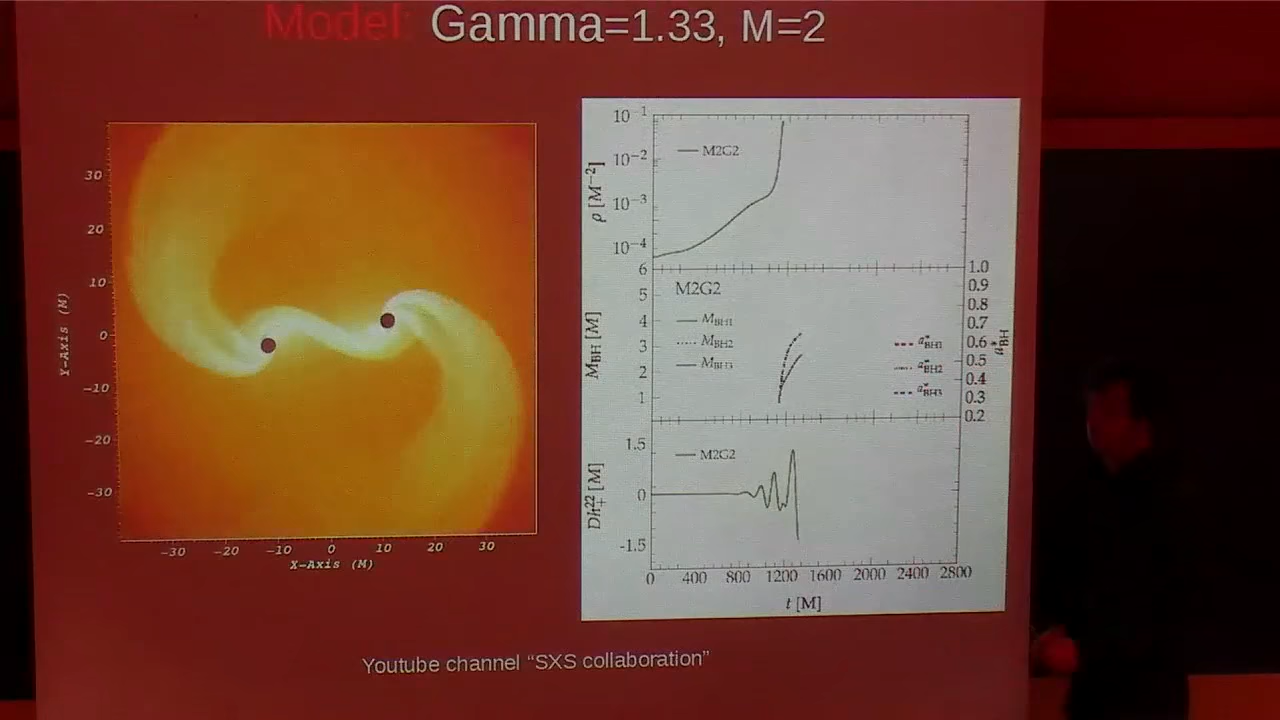 Model: Gamma=1.33, M=2
30
20
10
0
-10
-20
-30
Y-Axis (M)
-30 -20 -10 0 10 20 30
X-Axis (M)
10⁻¹
10⁻²
10⁻³
10⁻⁴
ρ [M⁻²]
M2G2
6
5
4
3
2
1
M_BH [M]
M2G2
M_BH1
M_BH2
M_BH3
a*_BH1
a*_BH2
a*_BH3
1.0
0.9
0.8
0.7
0.6
0.5
0.4
0.3
0.2
a*_BH
1.5
0
-1.5
Dh₊²² [M]
M2G2
0 400 800 1200 1600 2000 2400 2800
t [M]
Youtube channel “SXS collaboration”